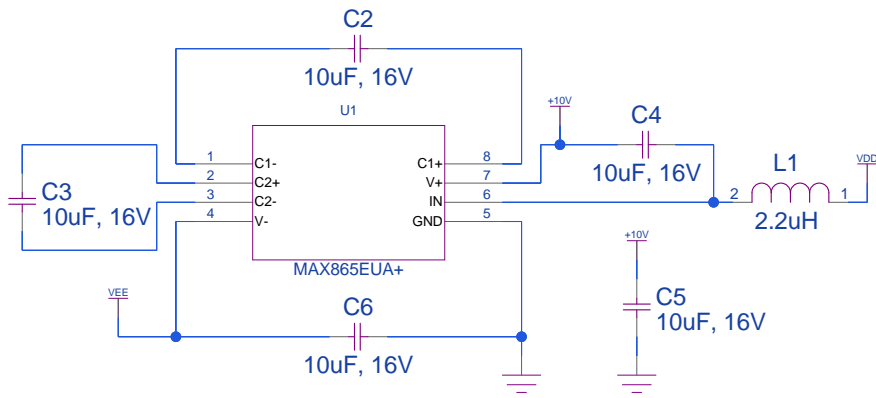 C2
10uF, 16V
U1
+10V
C4
10uF, 16V
1 C1- C1+ 8
2 C2+ V+ 7
3 C2- IN 6
4 V- GND 5
MAX865EUA+
C3
10uF, 16V
L1
VDD
2 1
2.2uH
+10V
C5
10uF, 16V
VEE
C6
10uF, 16V